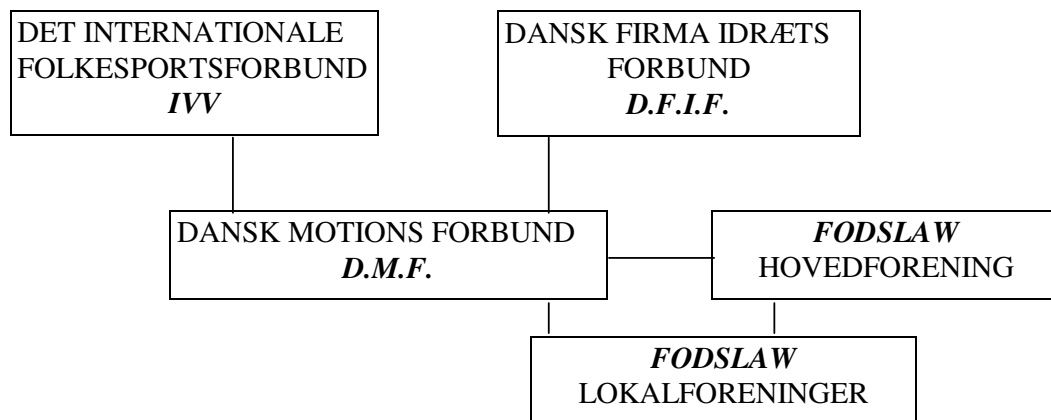 DET INTERNATIONALE
FOLKESPORTSFORBUND
IVV
DANSK FIRMA IDRÆTS
FORBUND
D.F.I.F.
DANSK MOTIONS FORBUND
D.M.F.
FODSLAW
HOVEDFORENING
FODSLAW
LOKALFORENINGER